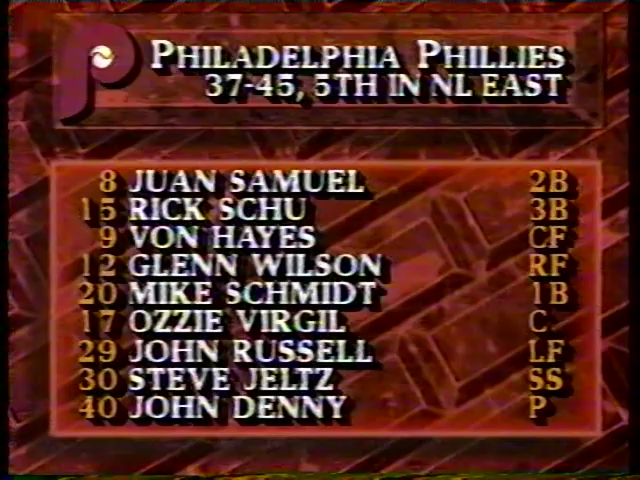 PHILADELPHIA PHILLIES
37-45, 5TH IN NL EAST
8 JUAN SAMUEL 2B
15 RICK SCHU 3B
9 VON HAYES CF
12 GLENN WILSON RF
20 MIKE SCHMIDT 1B
17 OZZIE VIRGIL C
29 JOHN RUSSELL LF
30 STEVE JELTZ SS
40 JOHN DENNY P